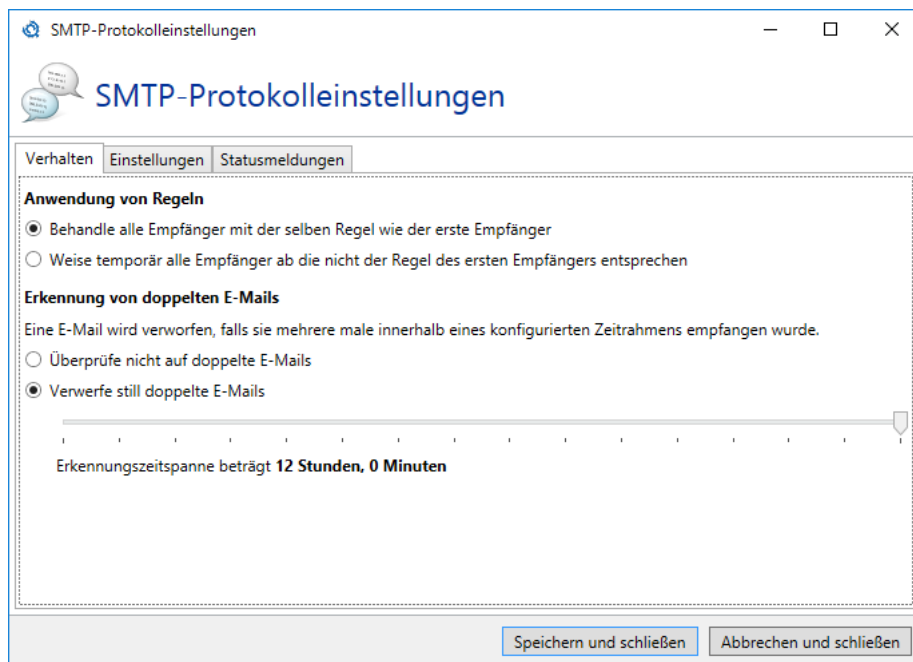 SMTP-Protokolleinstellungen
SMTP-Protokolleinstellungen
Verhalten Einstellungen Statusmeldungen
Anwendung von Regeln
Behandle alle Empfänger mit der selben Regel wie der erste Empfänger
Weise temporär alle Empfänger ab die nicht der Regel des ersten Empfängers entsprechen
Erkennung von doppelten E-Mails
Eine E-Mail wird verworfen, falls sie mehrere male innerhalb eines konfigurierten Zeitrahmens empfangen wurde.
Überprüfe nicht auf doppelte E-Mails
Verwerfe still doppelte E-Mails
Erkennungszeitspanne beträgt 12 Stunden, 0 Minuten
Speichern und schließen Abbrechen und schließen